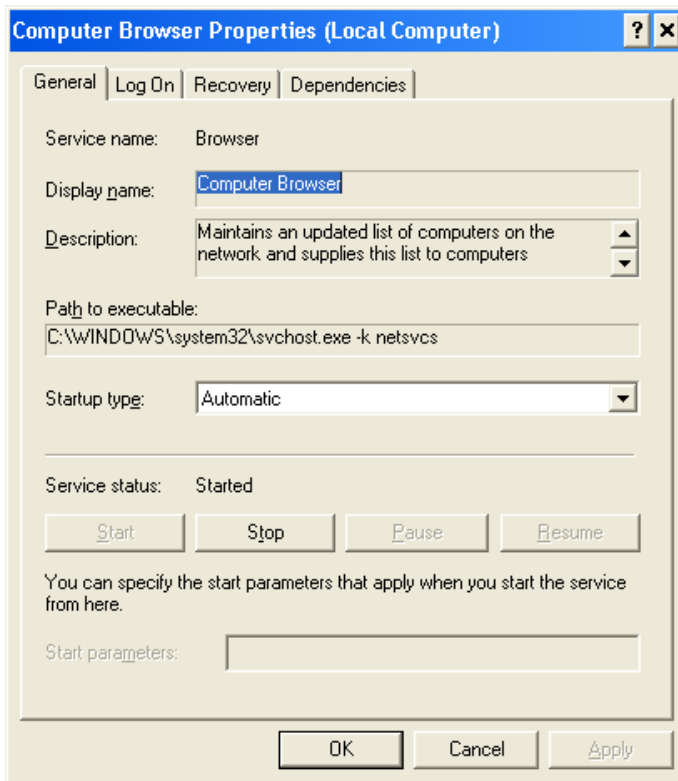 Computer Browser Properties (Local Computer)
General Log On Recovery Dependencies
Service name: Browser
Display name: Computer Browser
Description: Maintains an updated list of computers on the
network and supplies this list to computers
Path to executable:
C:\WINDOWS\system32\svchost.exe -k netsvcs
Startup type: Automatic
Service status: Started
Start Stop Pause Resume
You can specify the start parameters that apply when you start the service
from here.
Start parameters:
OK Cancel Apply